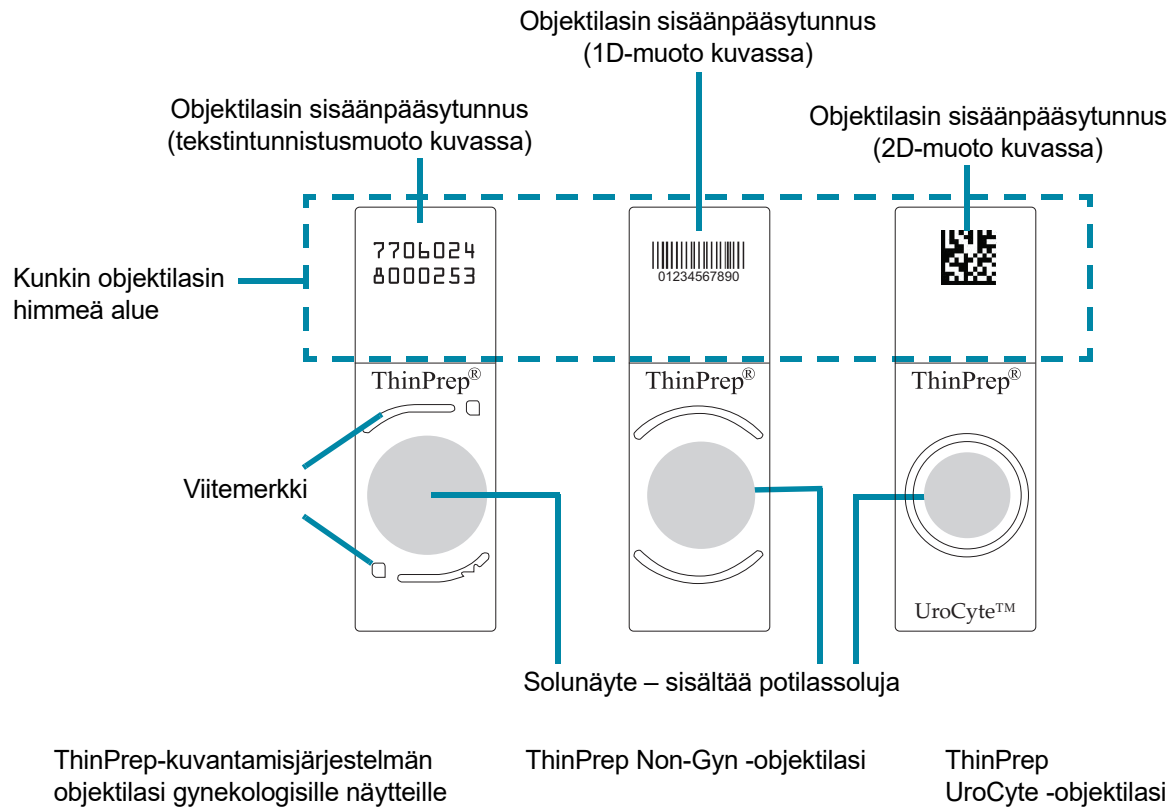 Objektilasin sisäänpääsytunnus
(1D-muoto kuvassa)
Objektilasin sisäänpääsytunnus
(tekstintunnistusmuoto kuvassa)
Objektilasin sisäänpääsytunnus
(2D-muoto kuvassa)
Kunkin objektilasin
himmeä alue
7706024
8000253
01234567890
ThinPrep®
ThinPrep®
ThinPrep®
Viitemerkki
UroCyte™
Solunäyte – sisältää potilassoluja
ThinPrep-kuvantamisjärjestelmän
objektilasi gynekologisille näytteille
ThinPrep Non-Gyn -objektilasi
ThinPrep
UroCyte -objektilasi